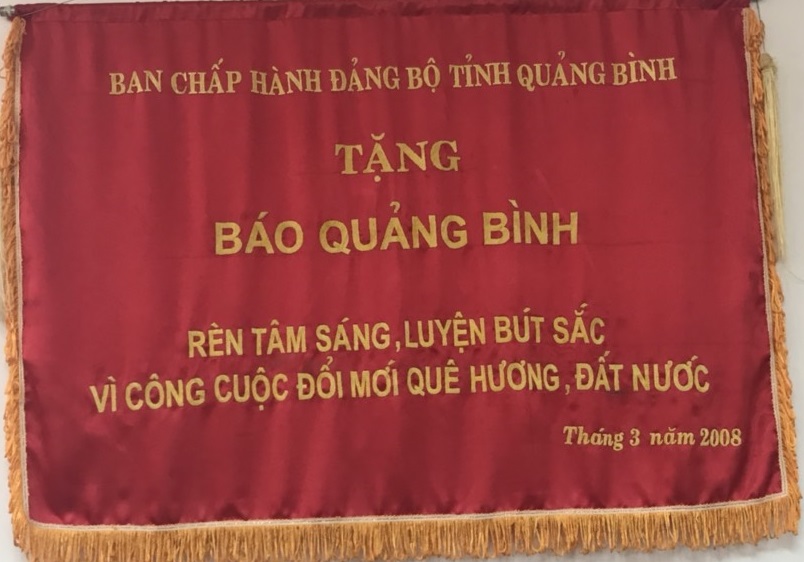 BAN CHẤP HÀNH ĐẢNG BỘ TỈNH QUẢNG BÌNH
TẶNG
BÁO QUẢNG BÌNH
RÈN TÂM SÁNG, LUYỆN BÚT SẮC
VÌ CÔNG CUỘC ĐỔI MỚI QUÊ HƯƠNG, ĐẤT NƯỚC
Tháng 3 năm 2008